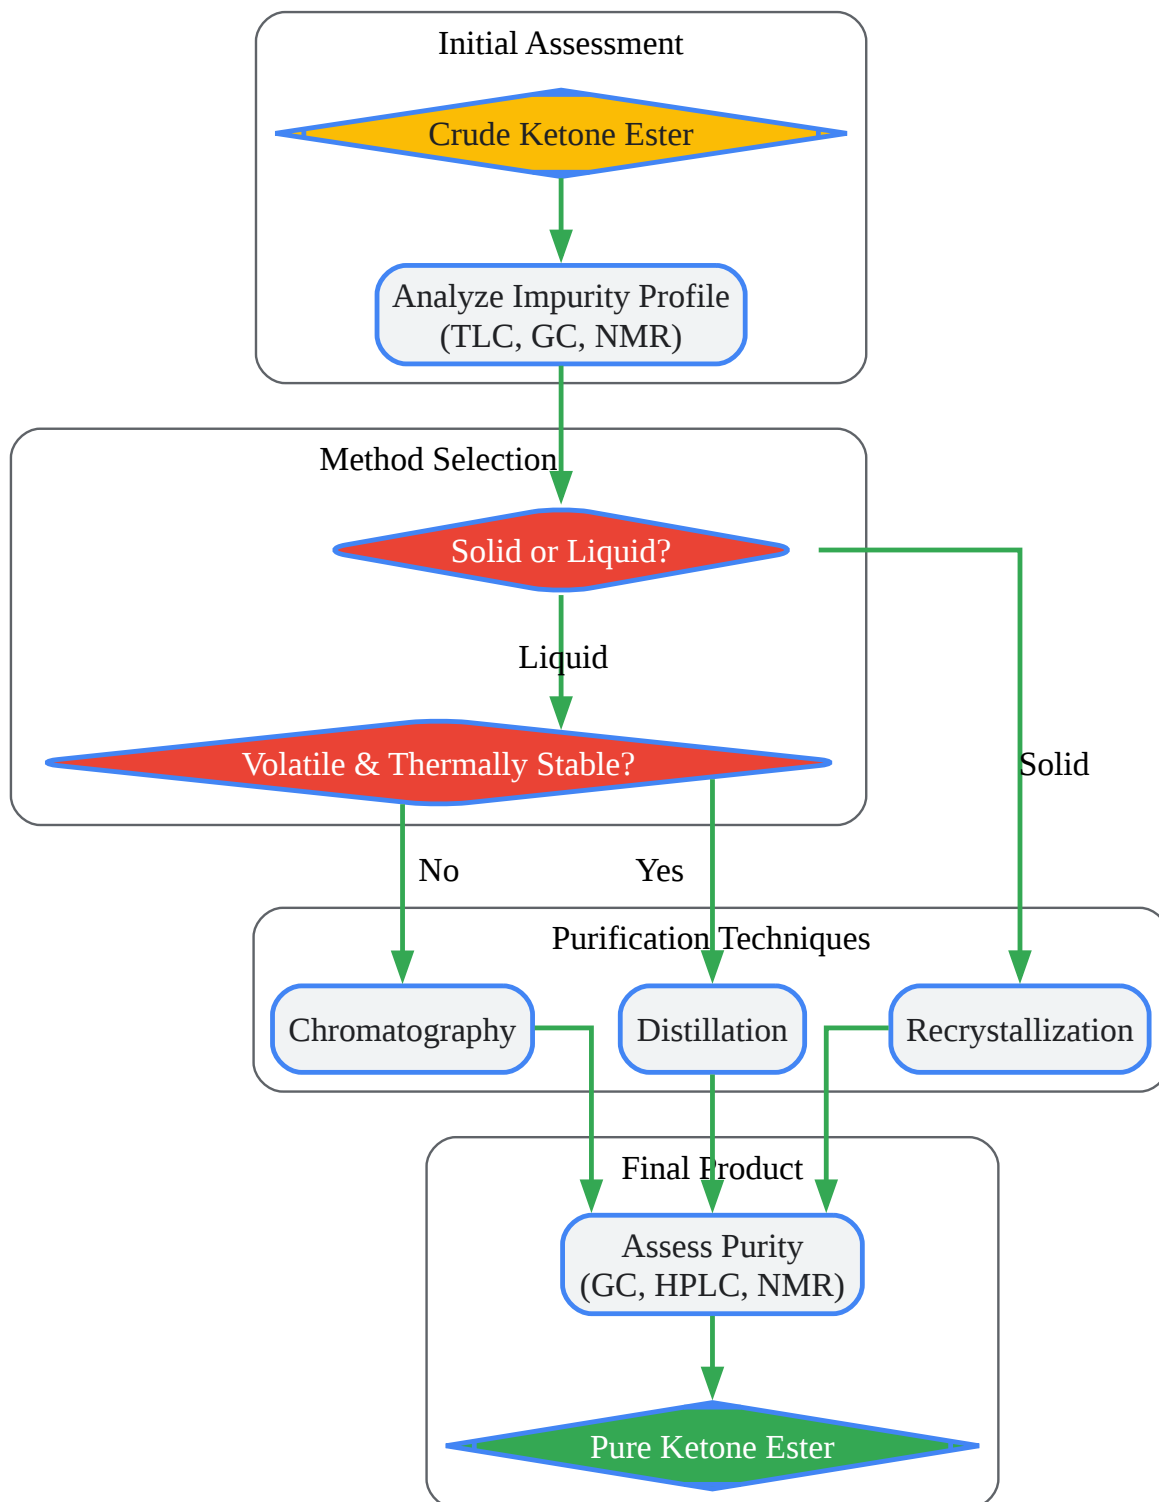 Initial Assessment
Crude Ketone Ester
Analyze Impurity Profile
(TLC, GC, NMR)
Method Selection
Solid or Liquid?
Liquid
Volatile & Thermally Stable?
Solid
No
Yes
Purification Techniques
Chromatography
Distillation
Recrystallization
Final Product
Assess Purity
(GC, HPLC, NMR)
Pure Ketone Ester